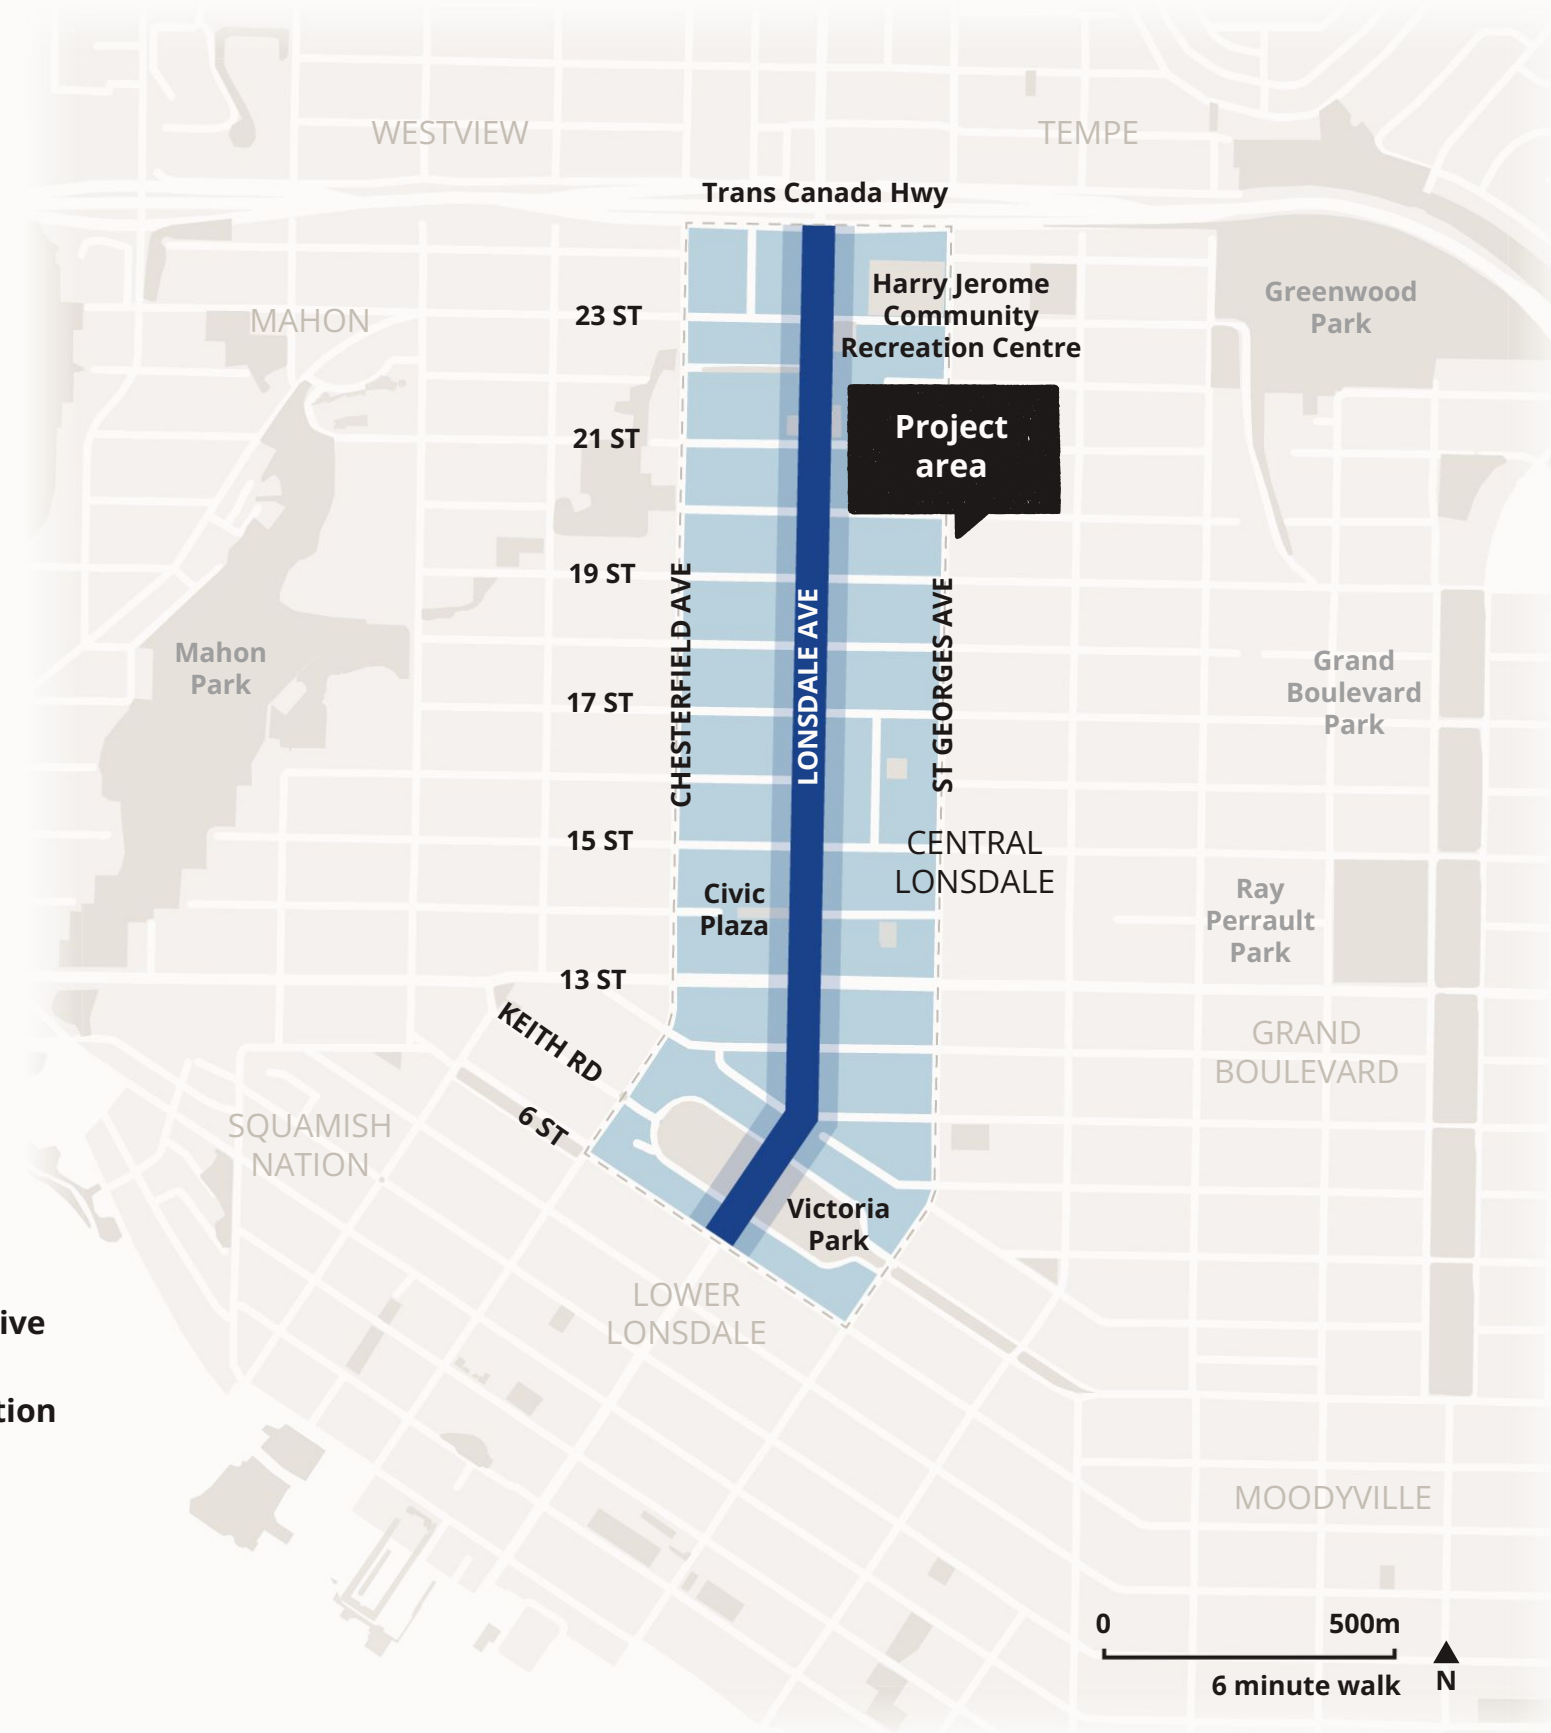 WESTVIEW
TEMPE
Trans Canada Hwy
Harry Jerome
Community
Recreation Centre
23 ST
MAHON
Greenwood
Park
Project
area
21 ST
19 ST
CHESTERFIELD AVE
LONSDALE AVE
ST GEORGES AVE
Mahon
Park
Grand
Boulevard
Park
17 ST
15 ST
CENTRAL
LONSDALE
Civic
Plaza
Ray
Perrault
Park
13 ST
KEITH RD
GRAND
BOULEVARD
6 ST
SQUAMISH
NATION
Victoria
Park
LOWER
LONSDALE
ive
tion
MOODYVILLE
0 500m
6 minute walk
N